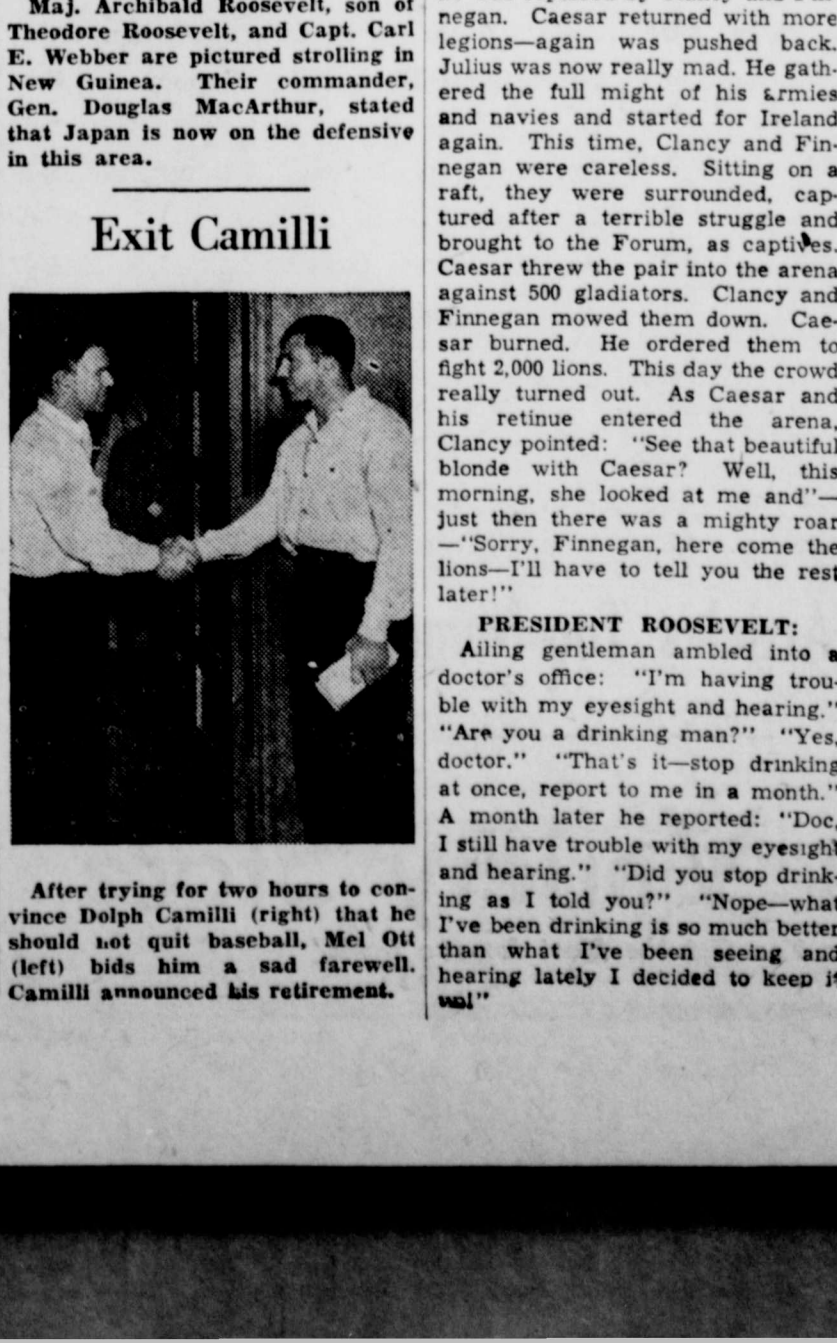 Maj. Archibald Roosevelt, son of
Theodore Roosevelt, and Capt. Carl
E. Webber are pictured strolling in
New Guinea. Their commander,
Gen. Douglas MacArthur, stated
that Japan is now on the defensive
in this area.
Exit Camilli
After trying for two hours to con-
vince Dolph Camilli (right) that he
should not quit baseball, Mel Ott
(left) bids him a sad farewell.
Camilli announced his retirement.
negan. Caesar returned with more
legions—again was pushed back.
Julius was now really mad. He gath-
ered the full might of his armies
and navies and started for Ireland
again. This time, Clancy and Fin-
negan were careless. Sitting on a
raft, they were surrounded, cap-
tured after a terrible struggle and
brought to the Forum, as captives.
Caesar threw the pair into the arena
against 500 gladiators. Clancy and
Finnegan mowed them down. Cae-
sar burned. He ordered them to
fight 2,000 lions. This day the crowd
really turned out. As Caesar and
his retinue entered the arena,
Clancy pointed: "See that beautiful
blonde with Caesar? Well, this
morning, she looked at me and"—
just then there was a mighty roar
—"Sorry, Finnegan, here come the
lions—I'll have to tell you the rest
later!"
PRESIDENT ROOSEVELT:
Ailing gentleman ambled into a
doctor's office: "I'm having trou-
ble with my eyesight and hearing."
"Are you a drinking man?" "Yes,
doctor." "That's it—stop drinking
at once, report to me in a month."
A month later he reported: "Doc,
I still have trouble with my eyesight
and hearing." "Did you stop drink-
ing as I told you?" "Nope—what
I've been drinking is so much better
than what I've been seeing and
hearing lately I decided to keep it